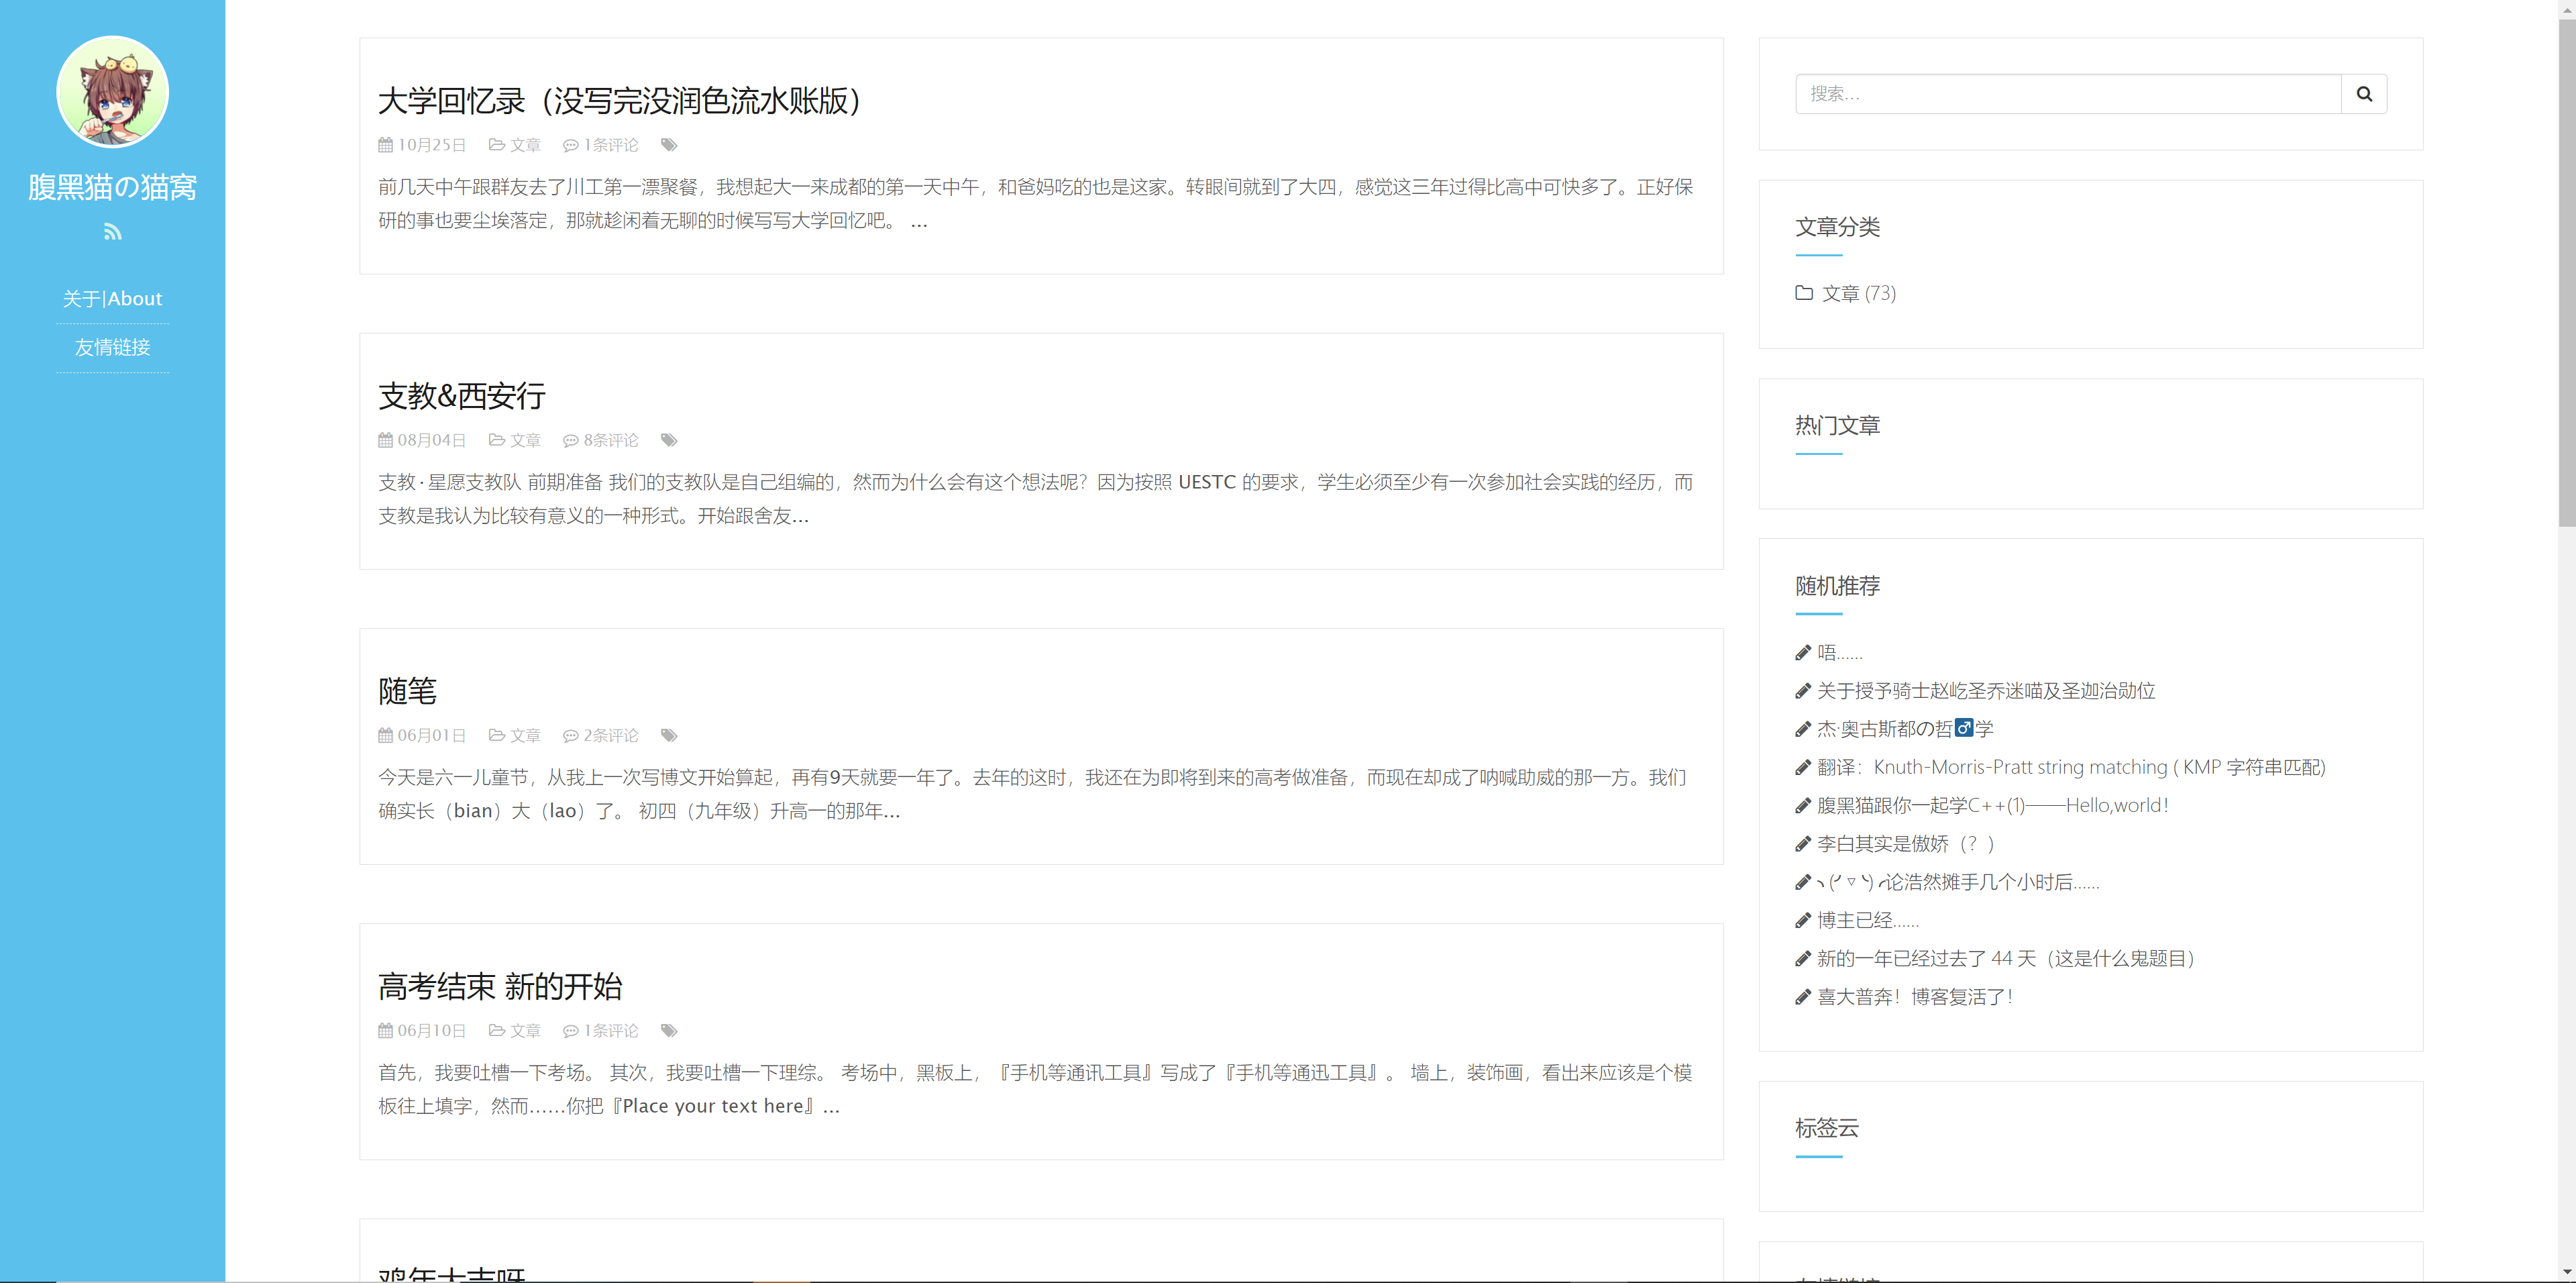 腹黑猫の猫窝
关于|About
友情链接
大学回忆录（没写完没润色流水账版）
10月25日 文章 1条评论
前几天中午跟群友去了川工第一漂聚餐，我想起大一来成都的第一天中午，和爸妈吃的也是这家。转眼间就到了大四，感觉这三年过得比高中可快多了。正好保
研的事也要尘埃落定，那就趁闲着无聊的时候写写大学回忆吧。 ...
支教&西安行
08月04日 文章 8条评论
支教·星愿支教队 前期准备 我们的支教队是自己组编的，然而为什么会有这个想法呢？因为按照 UESTC 的要求，学生必须至少有一次参加社会实践的经历，而
支教是我认为比较有意义的一种形式。开始跟舍友...
随笔
06月01日 文章 2条评论
今天是六一儿童节，从我上一次写博文开始算起，再有9天就要一年了。去年的这时，我还在为即将到来的高考做准备，而现在却成了呐喊助威的那一方。我们
确实长（bian）大（lao）了。 初四（九年级）升高一的那年...
高考结束 新的开始
06月10日 文章 1条评论
首先，我要吐槽一下考场。 其次，我要吐槽一下理综。 考场中，黑板上，『手机等通讯工具』写成了『手机等通迅工具』。 墙上，装饰画，看出来应该是个模
板往上填字，然而……你把『Place your text here』...
鸡年大吉呀
搜索...
文章分类
文章 (73)
热门文章
随机推荐
唔……
关于授予骑士赵屹圣乔迷喵及圣迦治勋位
杰·奥古斯都の哲♂学
翻译：Knuth-Morris-Pratt string matching ( KMP 字符串匹配)
腹黑猫跟你一起学C++(1)——Hello,world！
李白其实是傲娇（？）
╮(╯▽╰)╭论浩然摊手几个小时后……
博主已经……
新的一年已经过去了 44 天（这是什么鬼题目）
喜大普奔！博客复活了！
标签云
友情链接